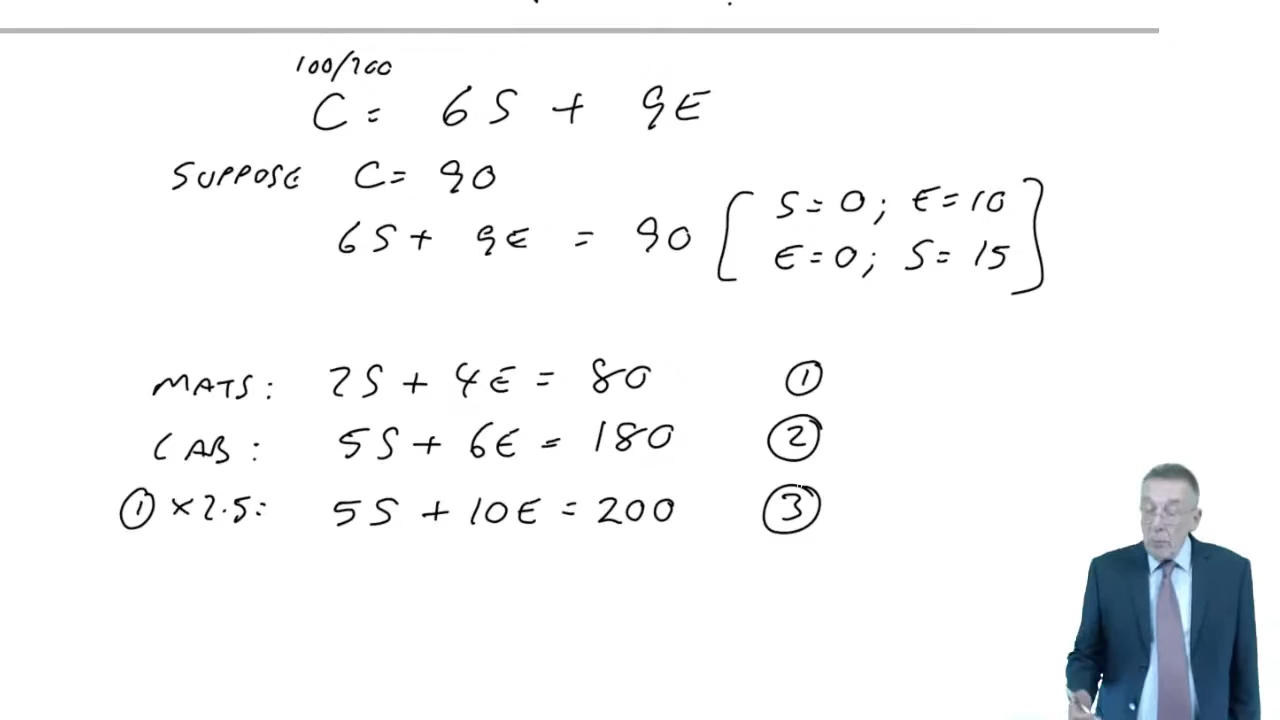 100/200
C = 6S + 9E
SUPPOSE C = 90
6S + 9E = 90 [ S = 0; E = 10
E = 0; S = 15 ]
MATS: 2S + 4E = 80 ①
LAB: 5S + 6E = 180 ②
① × 2.5: 5S + 10E = 200 ③